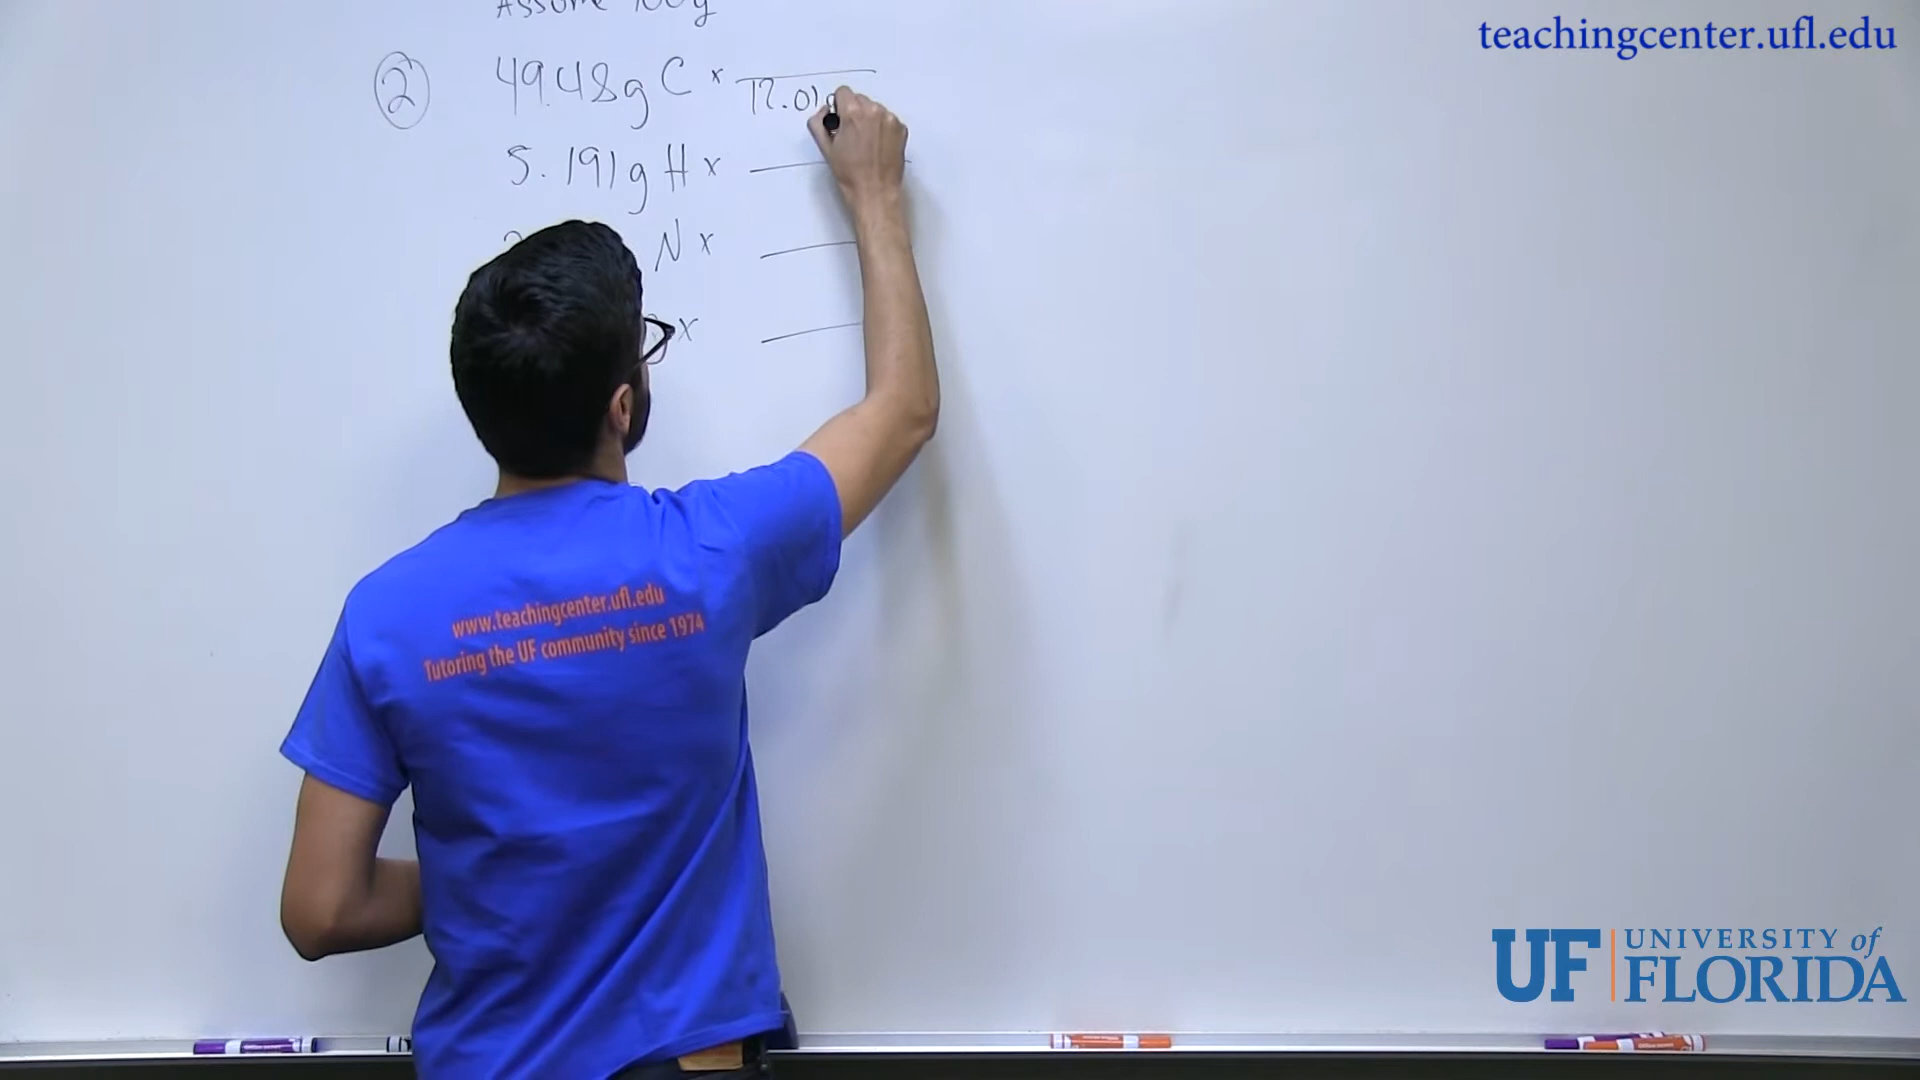 Assume 100g
teachingcenter.ufl.edu
2 49.48g C x
12.01g
5.191g H x
N x
x
www.teachingcenter.ufl.edu
Tutoring the UF community since 1974
UF UNIVERSITY of
FLORIDA